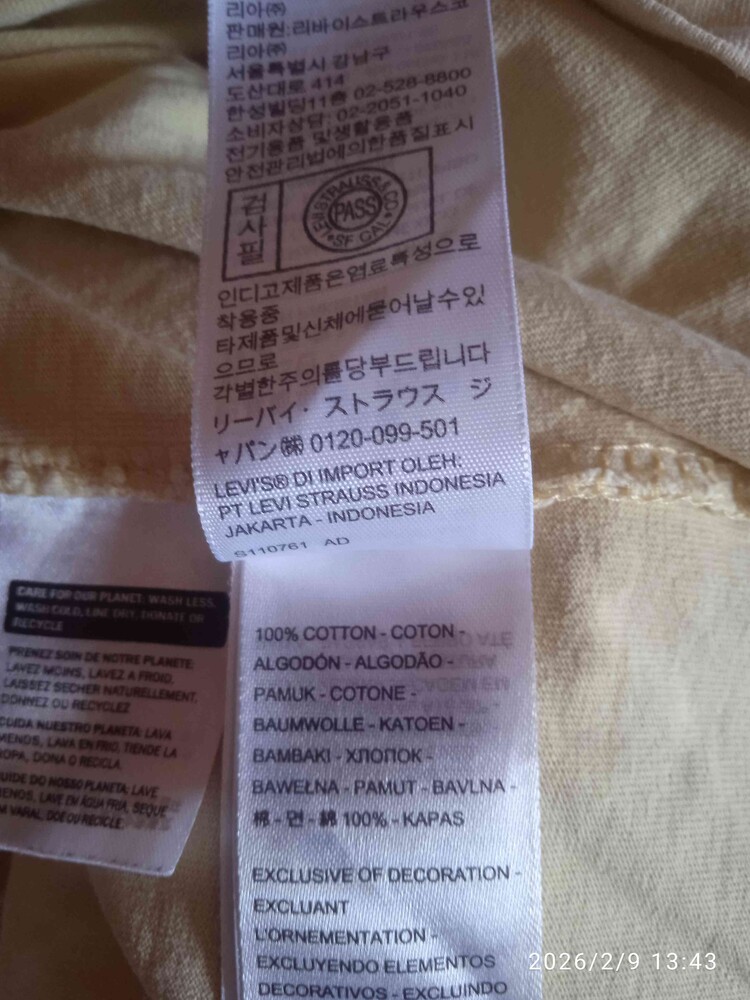 리아㈜
판매원:리바이스트라우스코
리아㈜
서울특별시 강남구
도산대로 414
한성빌딩11층 02-528-8800
소비자상담: 02-2051-1040
전기용품 및생활용품
안전관리법에의한품질표시
검
사
필
STRAUSS&
CO
PASS
SF CAL
인디고제품은염료특성으로
착용중
타제품및신체에묻어날수있
으므로
각별한주의를당부드립니다
リーバイ・ストラウス ジ
ャパン㈱ 0120-099-501
LEVI'S® DI IMPORT OLEH:
PT LEVI STRAUSS INDONESIA
JAKARTA - INDONESIA
S110761 AD
CARE FOR OUR PLANET: WASH LESS,
WASH COLD, LINE DRY, DONATE OR
RECYCLE
PRENEZ SOIN DE NOTRE PLANETE:
LAVEZ MOINS, LAVEZ A FROID,
LAISSEZ SECHER NATURELLEMENT,
DONNEZ OU RECYCLEZ
CUIDA NUESTRO PLANETA: LAVA
MENOS, LAVA EN FRIO, TIENDE LA
ROPA, DONA O RECICLA.
CUIDE DO NOSSO PLANETA: LAVE
MENOS, LAVE EM ÁGUA FRIA, SEQUE
VARAL, DOE OU RECICLE.
100% COTTON - COTON -
ALGODÓN - ALGODÃO -
PAMUK - COTONE -
BAUMWOLLE - KATOEN -
BAMBAKI - ХЛОПОК -
BAWEŁNA - PAMUT - BAVLNA -
棉 - 면 - 綿 100% - KAPAS
EXCLUSIVE OF DECORATION -
EXCLUANT
L'ORNEMENTATION -
EXCLUYENDO ELEMENTOS
DECORATIVOS - EXCLUINDO
2026/2/9 13:43